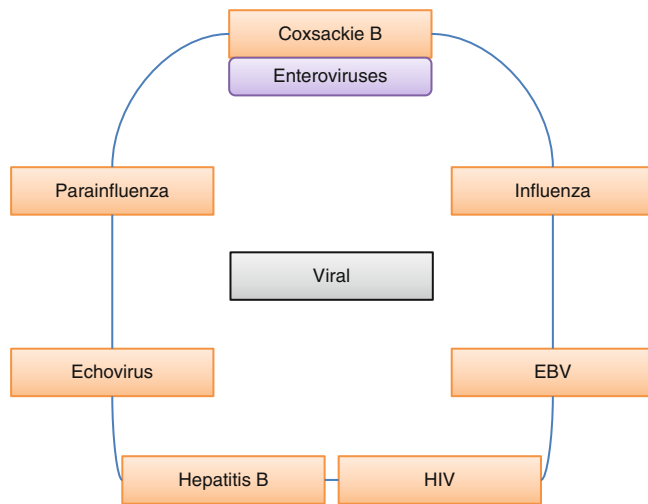 Coxsackie B
Enteroviruses
Parainfluenza
Influenza
Viral
Echovirus
EBV
Hepatitis B
HIV